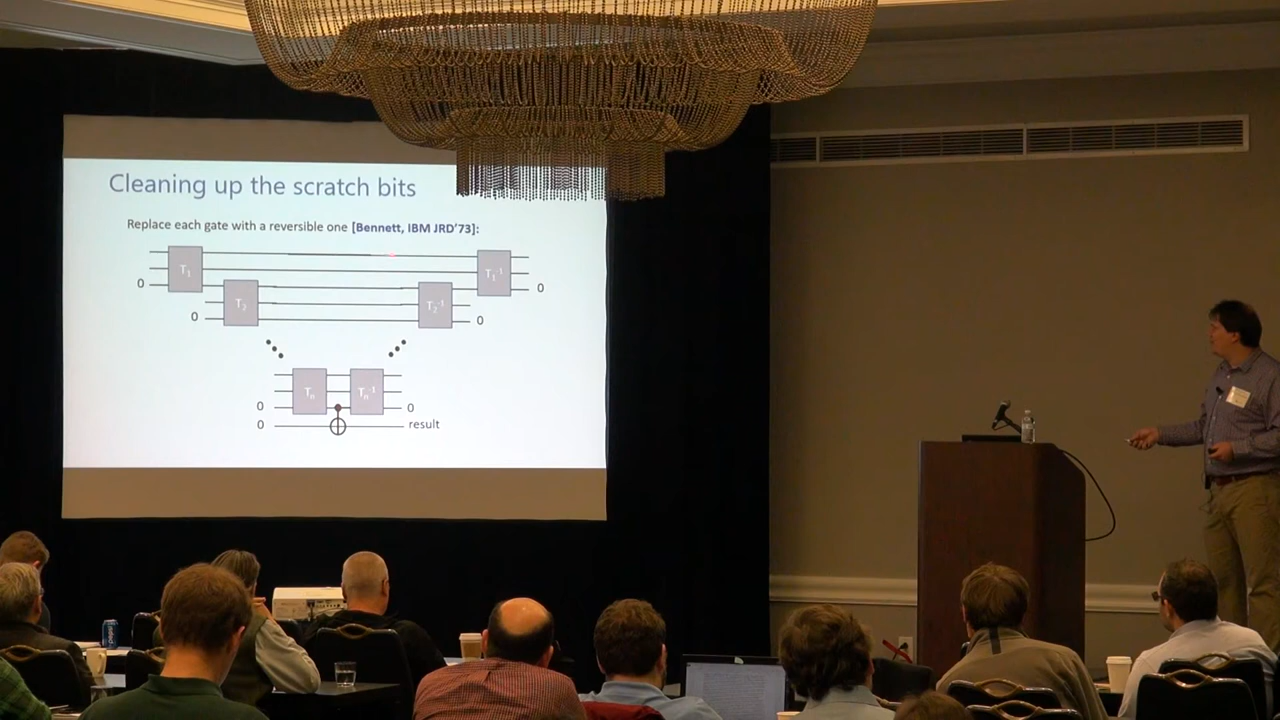 Cleaning up the scratch bits
Replace each gate with a reversible one [Bennett, IBM JRD'73]:
T1
T1-1
0
0
T2
T2-1
0
0
Tn
Tn-1
0
0
0
result